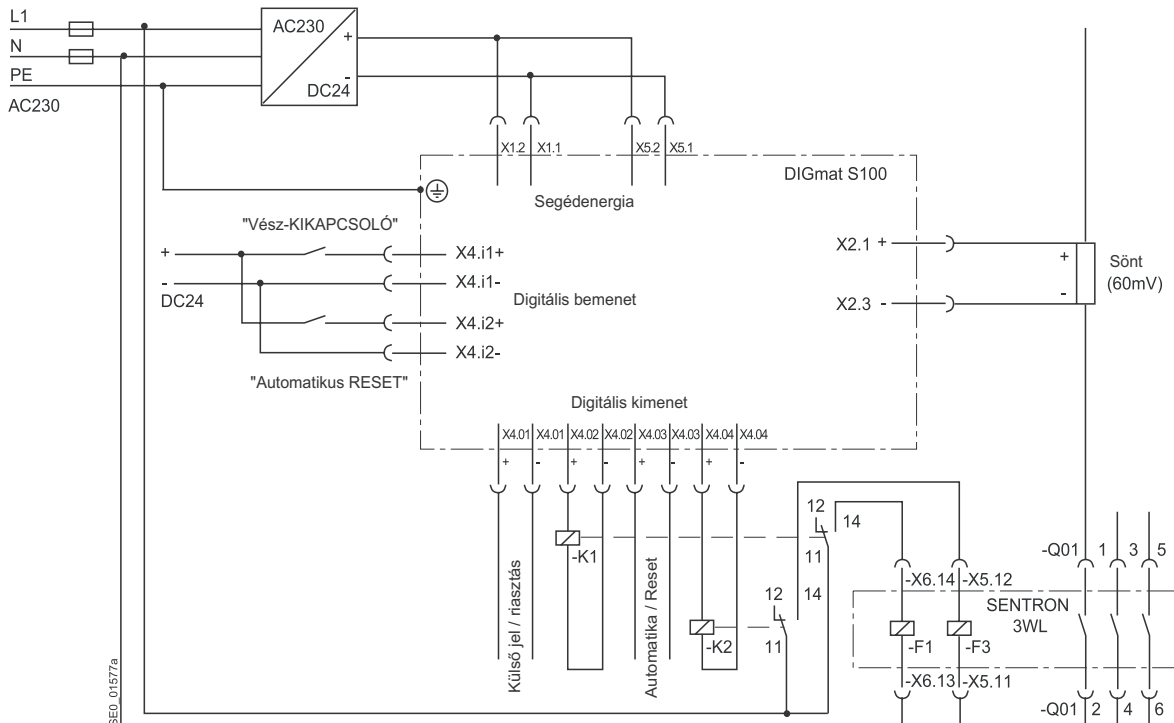 L1
N
PE
AC230
AC230
+
-
DC24
X1.2
X1.1
X5.2
X5.1
DIGmat S100
Segédenergia
"Vész-KIKAPCSOLÓ"
+
-
DC24
X4.i1+
X4.i1-
X4.i2+
X4.i2-
Digitális bemenet
"Automatikus RESET"
X2.1 +
X2.3 -
+
-
Sönt
(60mV)
Digitális kimenet
X4.01
X4.01
X4.02
X4.02
X4.03
X4.03
X4.04
X4.04
+
-
+
-
+
-
+
-
Külső jel / riasztás
-K1
Automatika / Reset
-K2
12
14
11
12
14
11
-X6.14
-X5.12
-F1
-F3
-X6.13
-X5.11
SENTRON
3WL
-Q01
1
3
5
-Q01
2
4
6
SE0_01577a